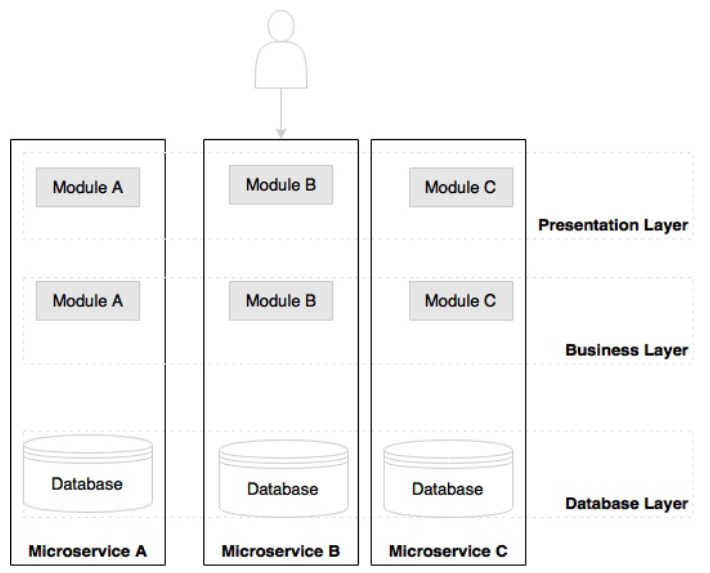 Module A
Module B
Module C
Presentation Layer
Module A
Module B
Module C
Business Layer
Database
Database
Database
Database Layer
Microservice A
Microservice B
Microservice C